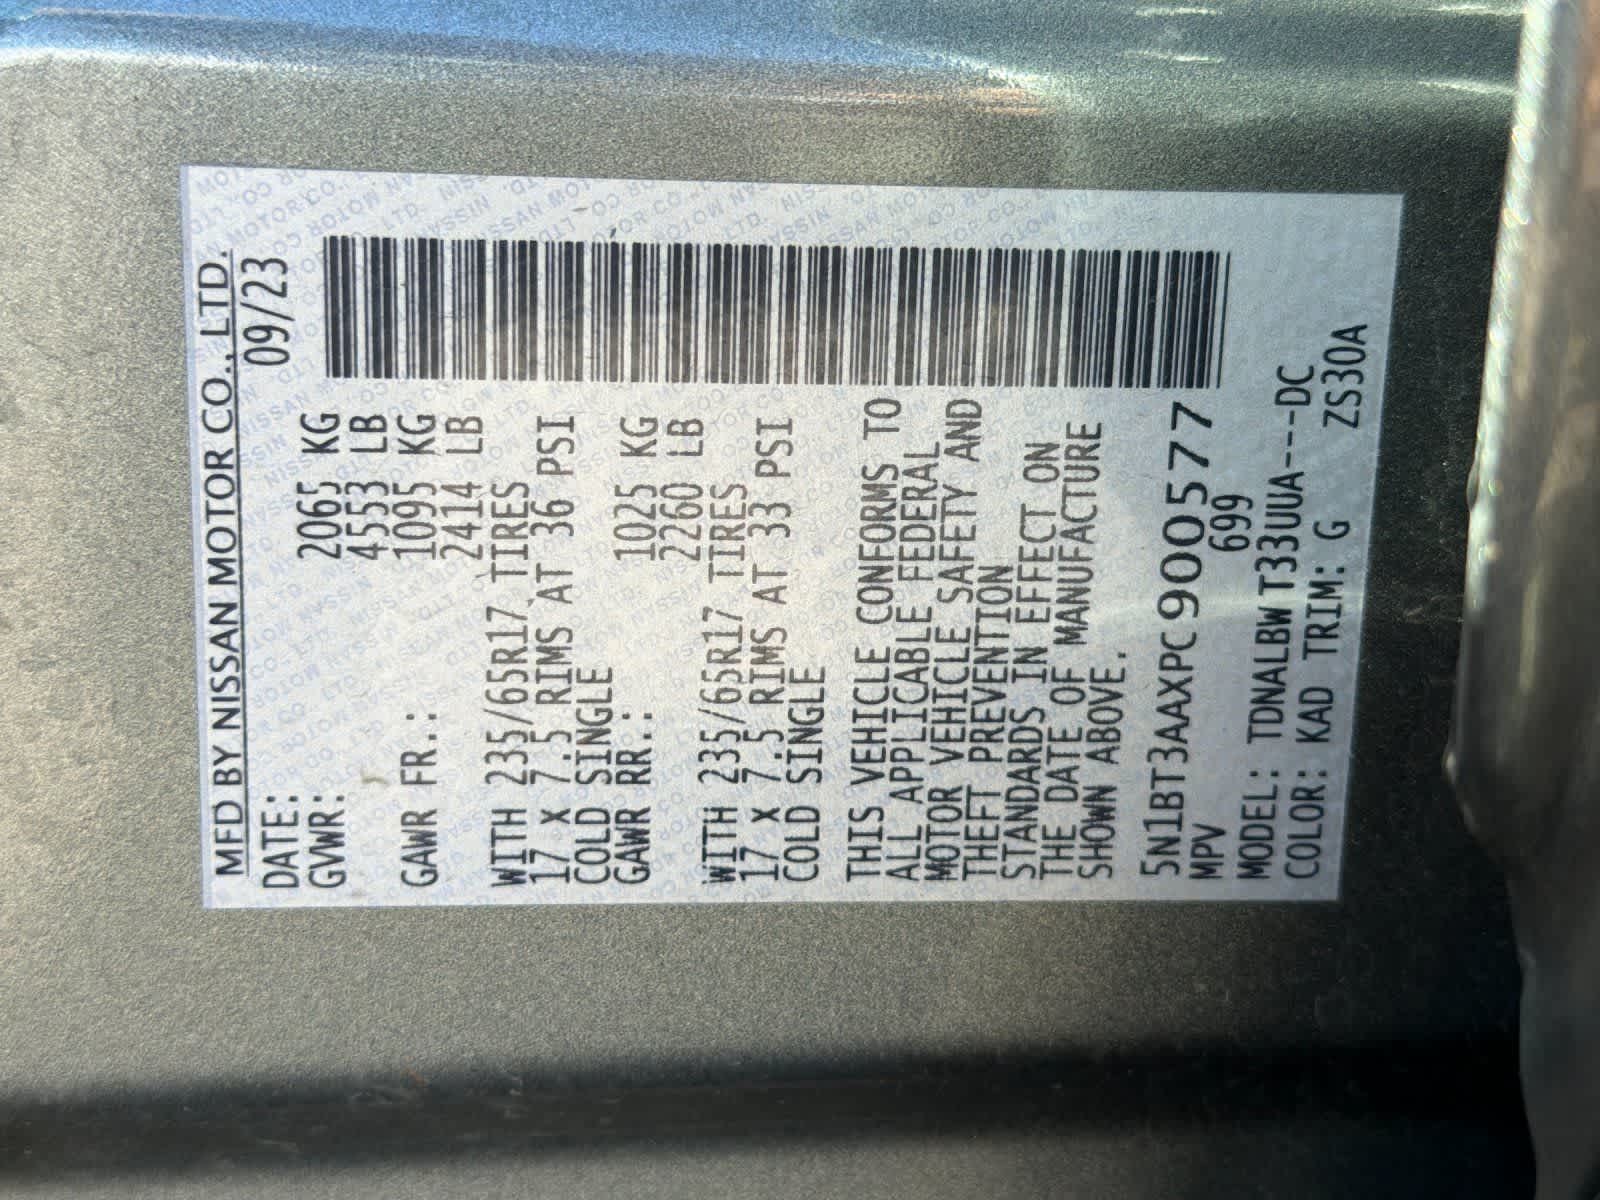 MFD BY NISSAN MOTOR CO., LTD.
DATE: 09/23
GVWR: 2065 KG
4553 LB
GAWR FR.: 1095 KG
2414 LB
WITH 235/65R17 TIRES
17 X 7.5 RIMS AT 36 PSI
COLD SINGLE
GAWR RR.: 1025 KG
2260 LB
WITH 235/65R17 TIRES
17 X 7.5 RIMS AT 33 PSI
COLD SINGLE
THIS VEHICLE CONFORMS TO
ALL APPLICABLE FEDERAL
MOTOR VEHICLE SAFETY AND
THEFT PREVENTION
STANDARDS IN EFFECT ON
THE DATE OF MANUFACTURE
SHOWN ABOVE.
5N1BT3AAXPC900577
MPV 699
MODEL: TDNALBW T33UUA---DC
COLOR: KAD TRIM: G ZS30A